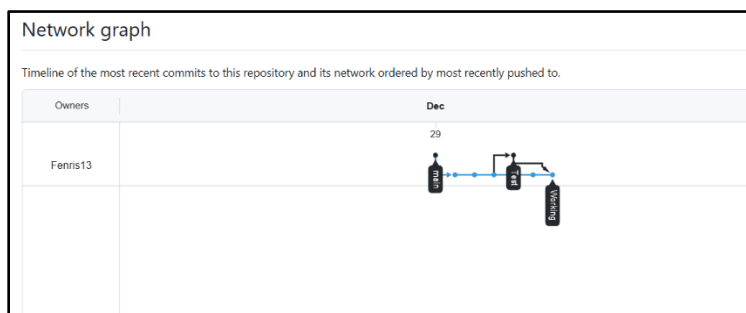 Network graph
Timeline of the most recent commits to this repository and its network ordered by most recently pushed to.
Owners
Dec
29
Fenris13
main
Test
Working